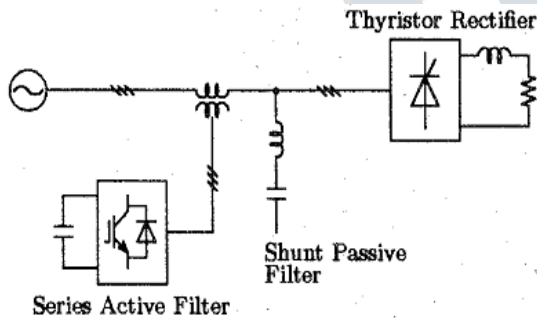 Thyristor Rectifier
Shunt Passive
Filter
Series Active Filter